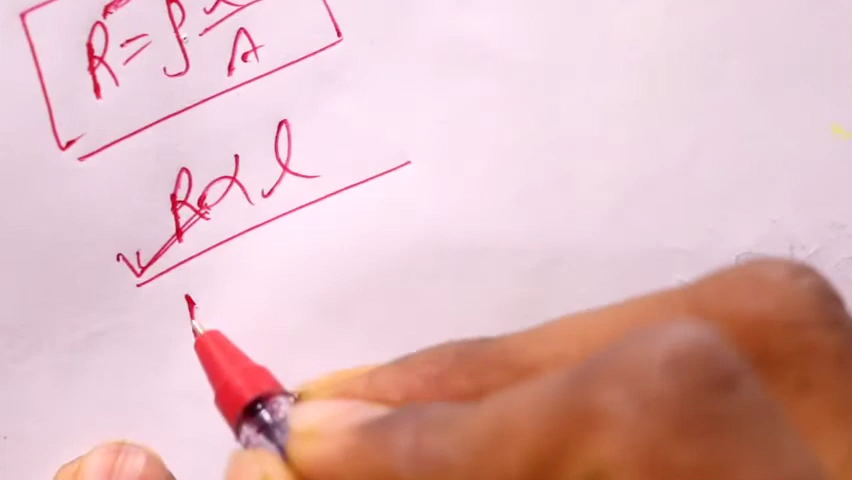 R = ρ l/A
R ∝ l